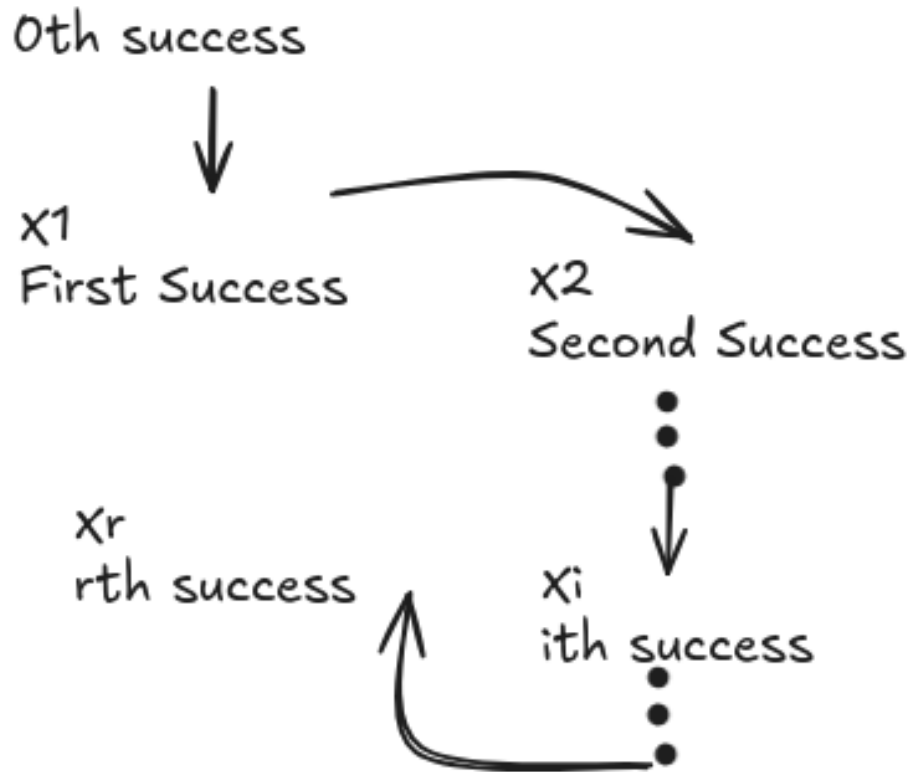 0th success
X1
First Success
X2
Second Success
Xi
ith success
Xr
rth success